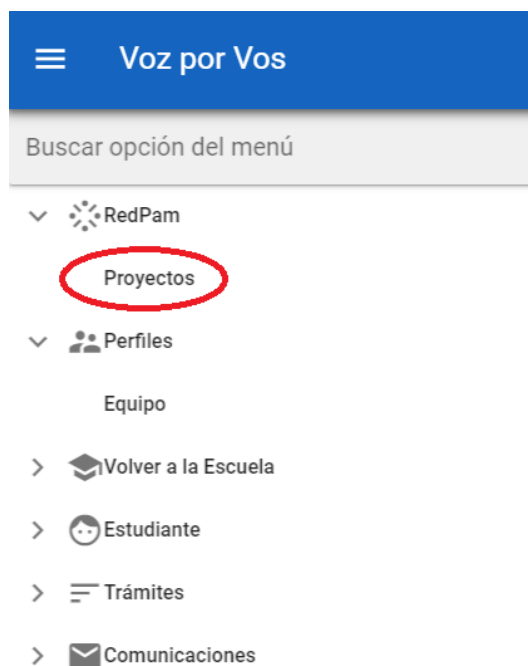 Voz por Vos
Buscar opción del menú
RedPam
Proyectos
Perfiles
Equipo
Volver a la Escuela
Estudiante
Trámites
Comunicaciones